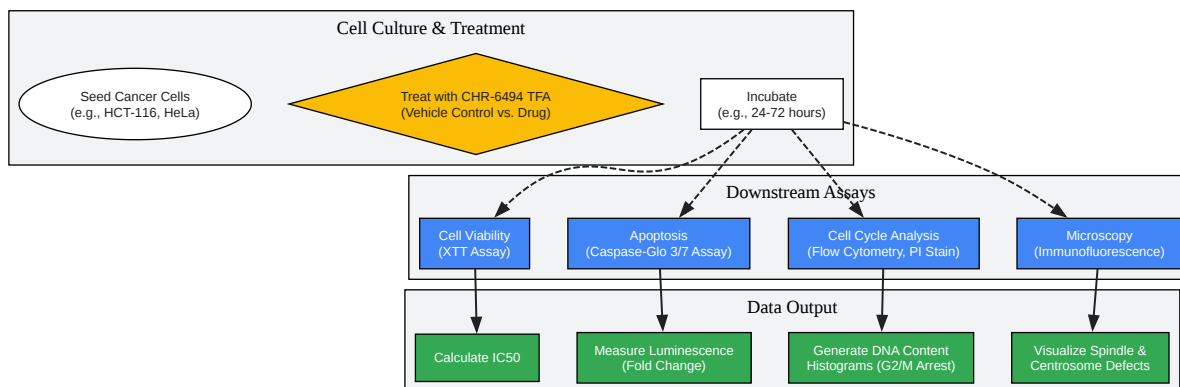 Cell Culture & Treatment
Seed Cancer Cells
(e.g., HCT-116, HeLa)
Treat with CHR-6494 TFA
(Vehicle Control vs. Drug)
Incubate
(e.g., 24-72 hours)
Downstream Assays
Cell Viability
(XTT Assay)
Apoptosis
(Caspase-Glo 3/7 Assay)
Cell Cycle Analysis
(Flow Cytometry, PI Stain)
Microscopy
(Immunofluorescence)
Data Output
Calculate IC50
Measure Luminescence
(Fold Change)
Generate DNA Content
Histograms (G2/M Arrest)
Visualize Spindle &
Centrosome Defects